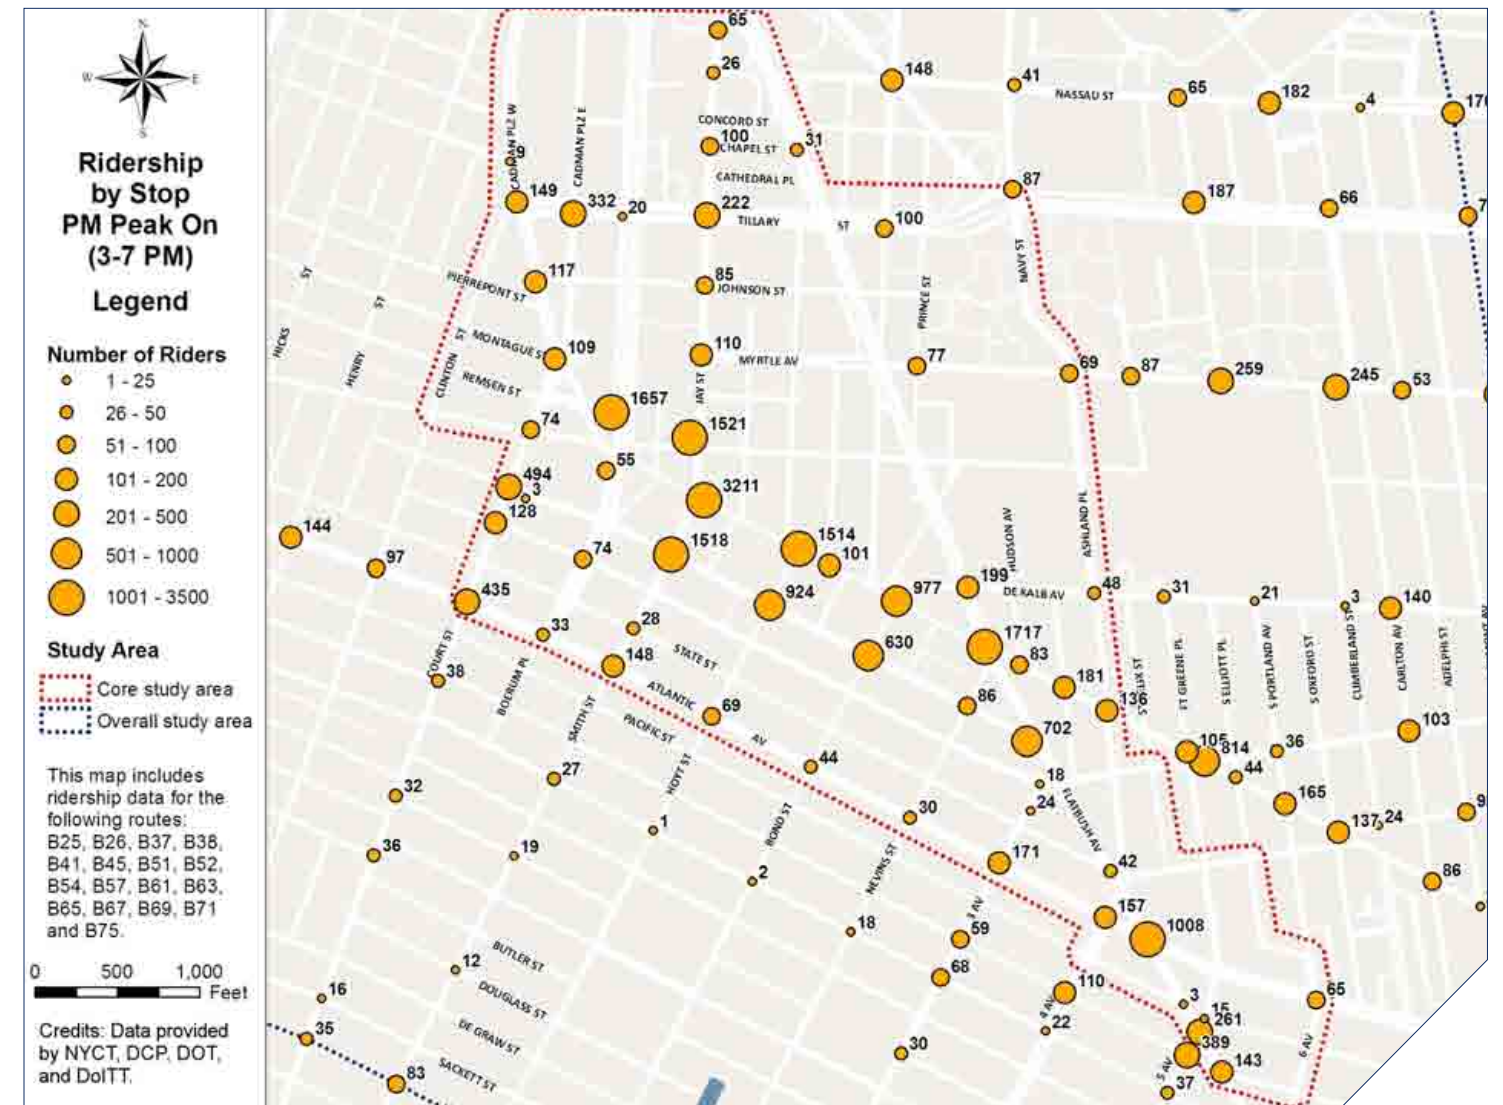 N
W
E
S
Ridership
by Stop
PM Peak On
(3-7 PM)
Legend
Number of Riders
1 - 25
26 - 50
51 - 100
101 - 200
201 - 500
501 - 1000
1001 - 3500
Study Area
Core study area
Overall study area
This map includes
ridership data for the
following routes:
B25, B26, B37, B38,
B41, B45, B51, B52,
B54, B57, B61, B63,
B65, B67, B69, B71
and B75.
0 500 1,000
Feet
Credits: Data provided
by NYCT, DCP, DOT,
and DoITT.
65
26
148
41
NASSAU ST
65
182
4
CONCORD ST
100
CHAPEL ST
31
CATHEDRAL PL
CADMAN PLZ W
CADMAN PLZ E
9
149
332
20
222
TILLARY
ST
100
87
187
66
NAVY ST
PIERREPONT ST
117
85
JOHNSON ST
PRINCE ST
ST
ST
HICKS
HENRY
CLINTON
ST
MONTAGUE ST
109
110
MYRTLE AV
77
69
87
259
245
53
REMSEN ST
JAY ST
1657
74
1521
55
494
3
128
3211
144
97
74
1518
1514
101
HUDSON AV
ASHLAND PL
435
924
977
199
DE KALB AV
48
31
21
3
140
33
28
148
STATE ST
630
1717
83
181
136
86
COURT ST
38
BOERUM PL
SMITH ST
ATLANTIC
AV
PACIFIC ST
69
HOYT ST
FT GREENE PL
S ELLIOTT PL
S PORTLAND AV
S OXFORD ST
CUMBERLAND ST
CARLTON AV
ADELPHI ST
702
105
814
36
44
103
32
27
44
18
24
FLATBUSH AV
165
137
24
36
19
1
BOND ST
30
171
42
86
2
NEVINS ST
18
3 AV
59
157
1008
BUTLER ST
12
68
110
DOUGLASS ST
16
4 AV
22
3
15
261
389
65
35
DE GRAW ST
30
6 AV
83
SACKETT ST
5 AV
37
143